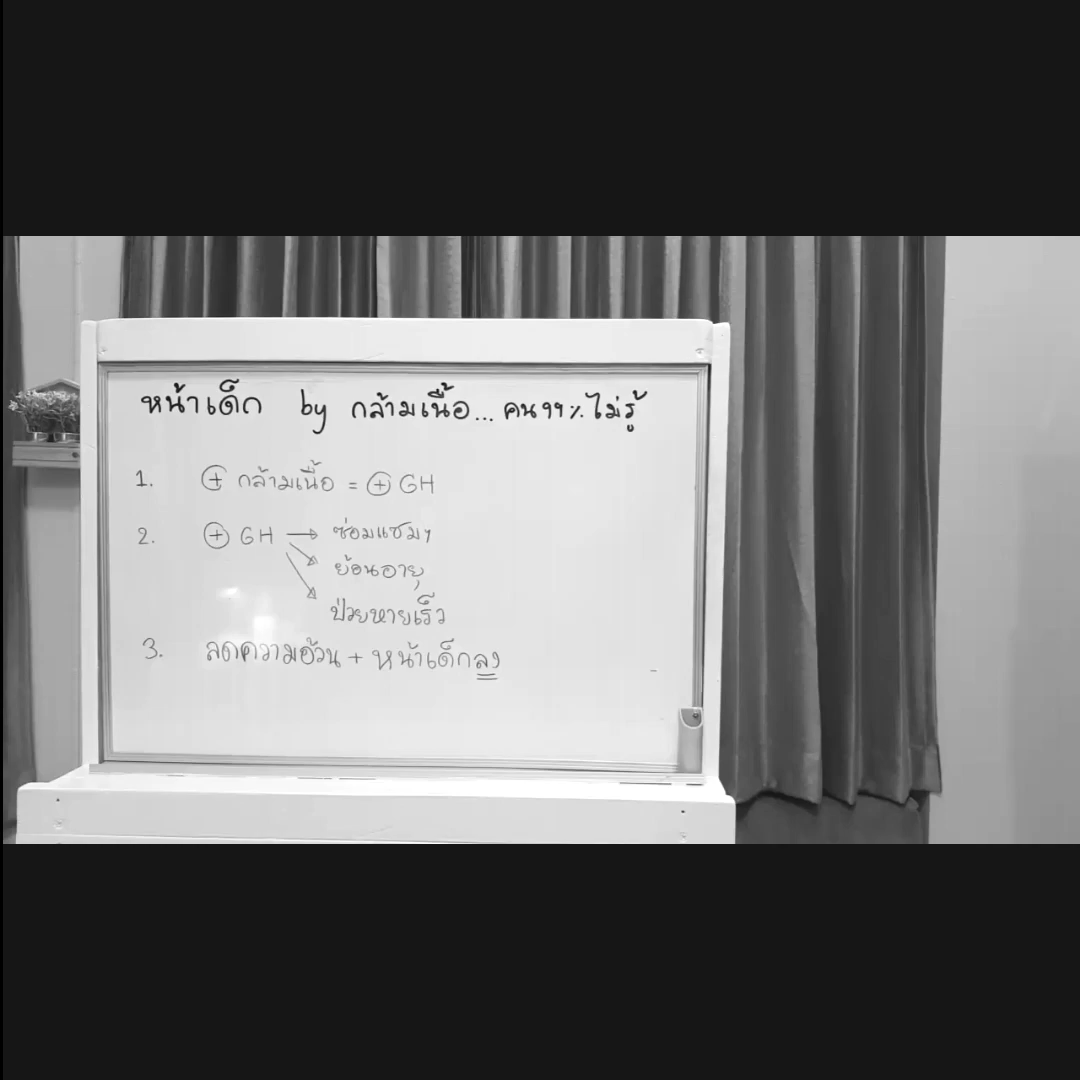 หน้าเด็ก by กล้ามเนื้อ... คน 99% ไม่รู้
1. ⊕ กล้ามเนื้อ = ⊕ GH
2. ⊕ GH → ซ่อมแซมฯ
↘ ย้อนอายุ
↘ ป่วยหายเร็ว
3. ลดความอ้วน + หน้าเด็กลง